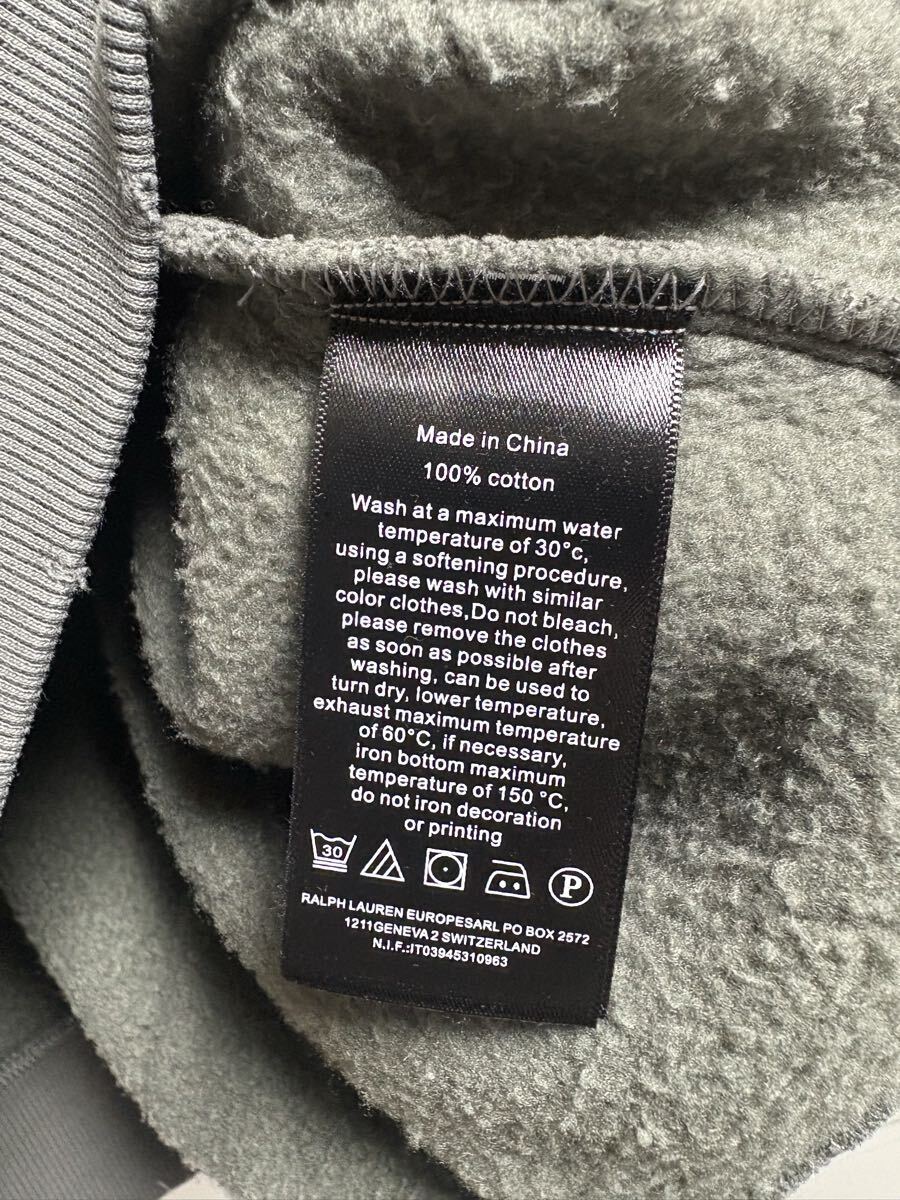 Made in China
100% cotton
Wash at a maximum water
temperature of 30°c,
using a softening procedure,
please wash with similar
color clothes,Do not bleach,
please remove the clothes
as soon as possible after
washing, can be used to
turn dry, lower temperature,
exhaust maximum temperature
of 60°C, if necessary,
iron bottom maximum
temperature of 150 °C,
do not iron decoration
or printing
30 P
RALPH LAUREN EUROPESARL PO BOX 2572
1211GENEVA2 SWITZERLAND
N.I.F.:IT03945310963